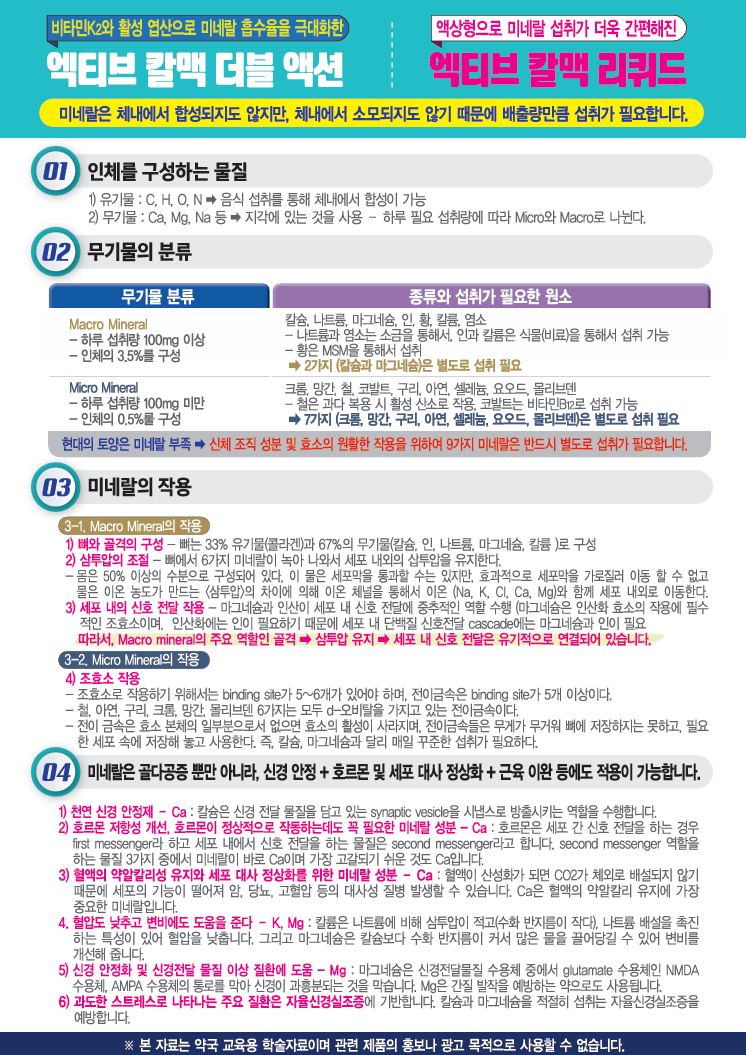 비타민K2와 활성 엽산으로 미네랄 흡수율을 극대화한
엑티브 칼맥 더블 액션
액상형으로 미네랄 섭취가 더욱 간편해진
엑티브 칼맥 리퀴드
미네랄은 체내에서 합성되지도 않지만, 체내에서 소모되지도 않기 때문에 배출량만큼 섭취가 필요합니다.
01 인체를 구성하는 물질
1) 유기물 : C, H, O, N ➡ 음식 섭취를 통해 체내에서 합성이 가능
2) 무기물 : Ca, Mg, Na 등 ➡ 지각에 있는 것을 사용 – 하루 필요 섭취량에 따라 Micro와 Macro로 나뉜다.
02 무기물의 분류
무기물 분류
종류와 섭취가 필요한 원소
Macro Mineral
– 하루 섭취량 100mg 이상
– 인체의 3.5%를 구성
칼슘, 나트륨, 마그네슘, 인, 황, 칼륨, 염소
– 나트륨과 염소는 소금을 통해서, 인과 칼륨은 식물(비료)을 통해서 섭취 가능
– 황은 MSM을 통해서 섭취
➡ 2가지 (칼슘과 마그네슘)은 별도로 섭취 필요
Micro Mineral
– 하루 섭취량 100mg 미만
– 인체의 0.5%를 구성
크롬, 망간, 철, 코발트, 구리, 아연, 셀레늄, 요오드, 몰리브덴
– 철은 과다 복용 시 활성 산소로 작용, 코발트는 비타민B12로 섭취 가능
➡ 7가지 (크롬, 망간, 구리, 아연, 셀레늄, 요오드, 몰리브덴)은 별도로 섭취 필요
현대의 토양은 미네랄 부족 ➡ 신체 조직 성분 및 효소의 원활한 작용을 위하여 9가지 미네랄은 반드시 별도로 섭취가 필요합니다.
03 미네랄의 작용
3-1. Macro Mineral의 작용
1) 뼈와 골격의 구성 – 뼈는 33% 유기물(콜라겐)과 67%의 무기물(칼슘, 인, 나트륨, 마그네슘, 칼륨 )로 구성
2) 삼투압의 조절 – 뼈에서 6가지 미네랄이 녹아 나와서 세포 내외의 삼투압을 유지한다.
– 몸은 50% 이상의 수분으로 구성되어 있다. 이 물은 세포막을 통과할 수는 있지만, 효과적으로 세포막을 가로질러 이동 할 수 없고
물은 이온 농도가 만드는 <삼투압>의 차이에 의해 이온 채널을 통해서 이온 (Na, K, Cl, Ca, Mg)와 함께 세포 내외로 이동한다.
3) 세포 내의 신호 전달 작용 – 마그네슘과 인산이 세포 내 신호 전달에 중추적인 역할 수행 (마그네슘은 인산화 효소의 작용에 필수
적인 조효소이며, 인산화에는 인이 필요하기 때문에 세포 내 단백질 신호전달 cascade에는 마그네슘과 인이 필요
따라서, Macro mineral의 주요 역할인 골격 ➡ 삼투압 유지 ➡ 세포 내 신호 전달은 유기적으로 연결되어 있습니다.
3-2. Micro Mineral의 작용
4) 조효소 작용
– 조효소로 작용하기 위해서는 binding site가 5~6개가 있어야 하며, 전이금속은 binding site가 5개 이상이다.
– 철, 아연, 구리, 크롬, 망간, 몰리브덴 6가지는 모두 d-오비탈을 가지고 있는 전이금속이다.
– 전이 금속은 효소 본체의 일부분으로서 없으면 효소의 활성이 사라지며, 전이금속들은 무게가 무거워 뼈에 저장하지는 못하고, 필요
한 세포 속에 저장해 놓고 사용한다. 즉, 칼슘, 마그네슘과 달리 매일 꾸준한 섭취가 필요하다.
04 미네랄은 골다공증 뿐만 아니라, 신경 안정 + 호르몬 및 세포 대사 정상화 + 근육 이완 등에도 적용이 가능합니다.
1) 천연 신경 안정제 – Ca : 칼슘은 신경 전달 물질을 담고 있는 synaptic vesicle을 시냅스로 방출시키는 역할을 수행합니다.
2) 호르몬 저항성 개선, 호르몬이 정상적으로 작동하는데도 꼭 필요한 미네랄 성분 – Ca : 호르몬은 세포 간 신호 전달을 하는 경우
first messenger라 하고 세포 내에서 신호 전달을 하는 물질은 second messenger라고 합니다. second messenger 역할을
하는 물질 3가지 중에서 미네랄이 바로 Ca이며 가장 고갈되기 쉬운 것도 Ca입니다.
3) 혈액의 약알칼리성 유지와 세포 대사 정상화를 위한 미네랄 성분 – Ca : 혈액이 산성화가 되면 CO2가 체외로 배설되지 않기
때문에 세포의 기능이 떨어져 암, 당뇨, 고혈압 등의 대사성 질병 발생할 수 있습니다. Ca은 혈액의 약알칼리 유지에 가장
중요한 미네랄입니다.
4. 혈압도 낮추고 변비에도 도움을 준다 – K, Mg : 칼륨은 나트륨에 비해 삼투압이 적고(수화 반지름이 작다), 나트륨 배설을 촉진
하는 특성이 있어 혈압을 낮춥니다. 그리고 마그네슘은 칼슘보다 수화 반지름이 커서 많은 물을 끌어당길 수 있어 변비를
개선해 줍니다.
5) 신경 안정화 및 신경전달 물질 이상 질환에 도움 – Mg : 마그네슘은 신경전달물질 수용체 중에서 glutamate 수용체인 NMDA
수용체, AMPA 수용체의 통로를 막아 신경이 과흥분되는 것을 막습니다. Mg은 간질 발작을 예방하는 약으로도 사용됩니다.
6) 과도한 스트레스로 나타나는 주요 질환은 자율신경실조증에 기반합니다. 칼슘과 마그네슘을 적절히 섭취는 자율신경실조증을
예방합니다.
※ 본 자료는 약국 교육용 학술자료이며 관련 제품의 홍보나 광고 목적으로 사용할 수 없습니다.